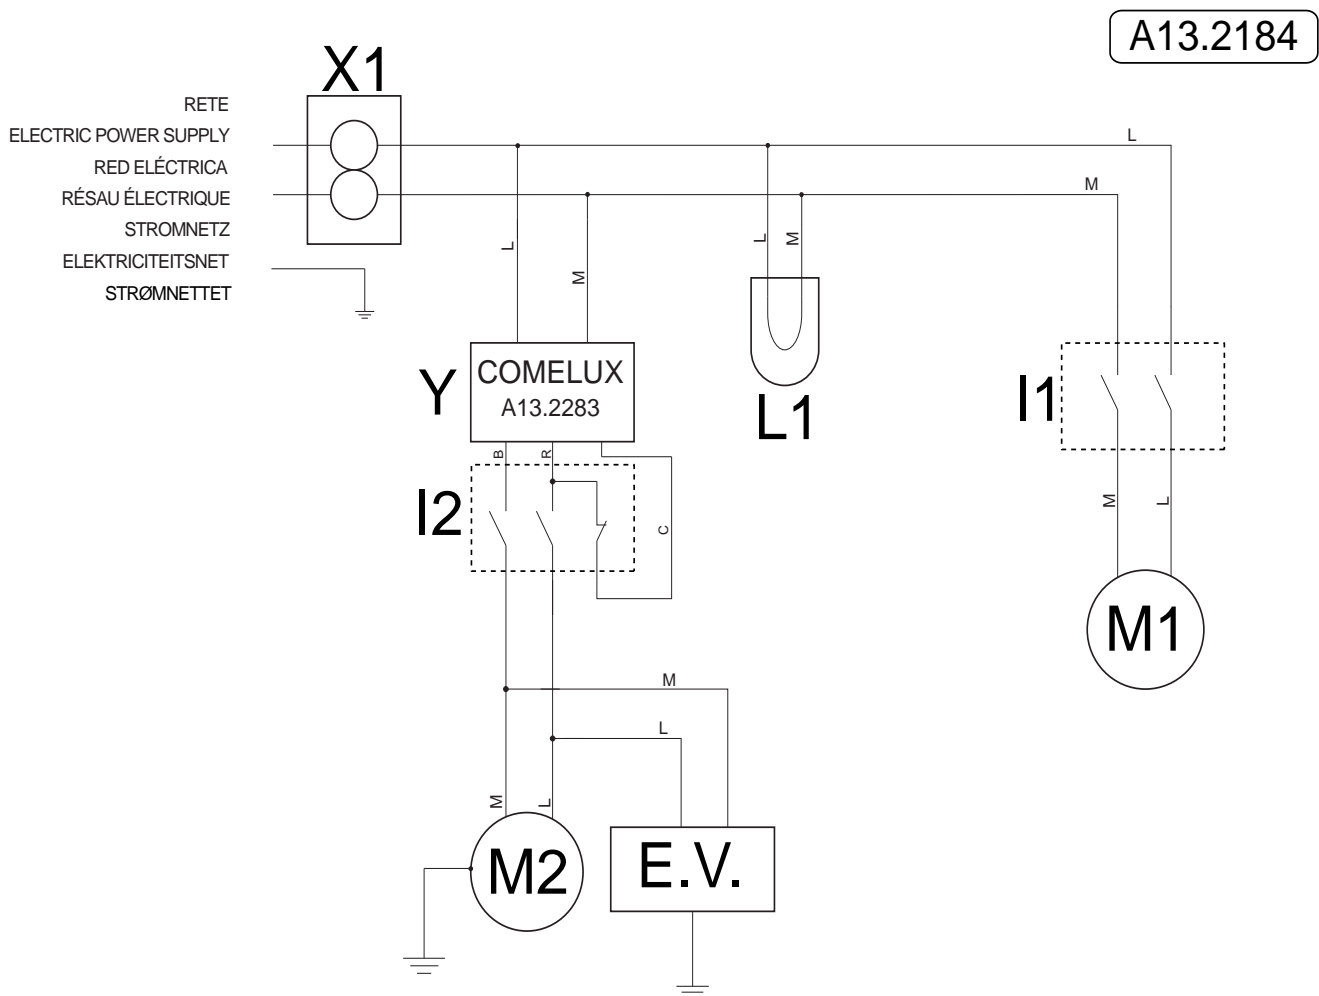 A13.2184
X1
RETE
ELECTRIC POWER SUPPLY
RED ELÉCTRICA
RÉSAU ÉLECTRIQUE
STROMNETZ
ELEKTRICITEITSNET
STRØMNETTET
L
M
L
M
L
M
Y
COMELUX
A13.2283
L1
I1
B
R
I2
C
M
L
M1
M
L
M
L
M2
E.V.